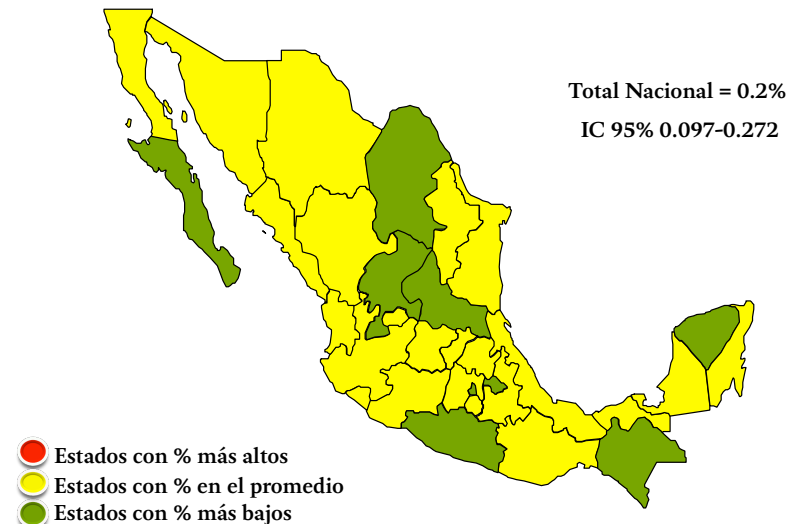 Total Nacional = 0.2%
IC 95% 0.097-0.272
Estados con % más altos
Estados con % en el promedio
Estados con % más bajos